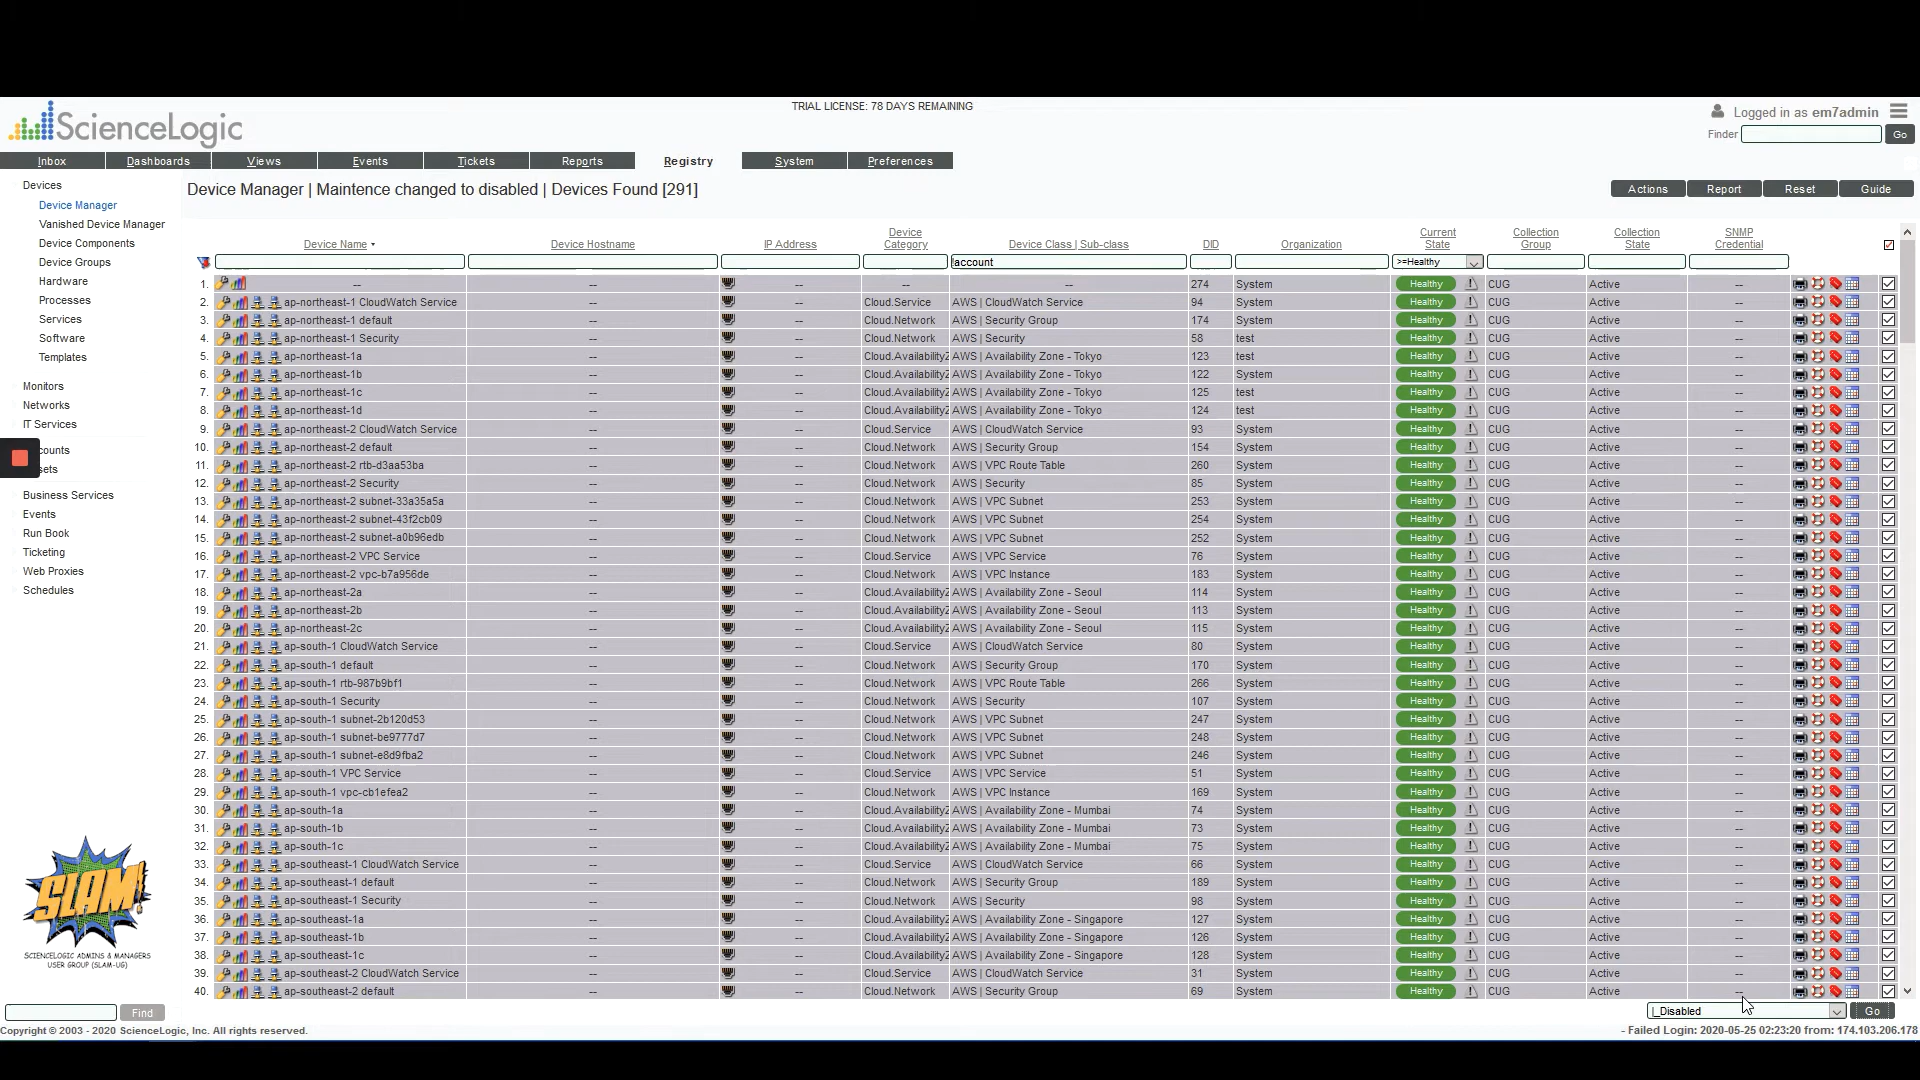 TRIAL LICENSE: 78 DAYS REMAINING
ScienceLogic
Logged in as em7admin
Finder Go
Inbox Dashboards Views Events Tickets Reports Registry System Preferences
Devices
Device Manager
Vanished Device Manager
Device Components
Device Groups
Hardware
Processes
Services
Software
Templates
Monitors
Networks
IT Services
counts
sets
Business Services
Events
Run Book
Ticketing
Web Proxies
Schedules
SLAM!
SCIENCELOGIC ADMINS & MANAGERS
USER GROUP (SLAM-UG)
Find
Device Manager | Maintence changed to disabled | Devices Found [291]
Actions Report Reset Guide
Device Name Device Hostname IP Address Device Category Device Class | Sub-class DID Organization Current State Collection Group Collection State SNMP Credential
!account >=Healthy
1. -- -- -- -- -- 274 System Healthy CUG Active --
2. ap-northeast-1 CloudWatch Service -- -- Cloud.Service AWS | CloudWatch Service 94 System Healthy CUG Active --
3. ap-northeast-1 default -- -- Cloud.Network AWS | Security Group 174 System Healthy CUG Active --
4. ap-northeast-1 Security -- -- Cloud.Network AWS | Security 58 test Healthy CUG Active --
5. ap-northeast-1a -- -- Cloud.AvailabilityZ AWS | Availability Zone - Tokyo 123 test Healthy CUG Active --
6. ap-northeast-1b -- -- Cloud.AvailabilityZ AWS | Availability Zone - Tokyo 122 System Healthy CUG Active --
7. ap-northeast-1c -- -- Cloud.AvailabilityZ AWS | Availability Zone - Tokyo 125 test Healthy CUG Active --
8. ap-northeast-1d -- -- Cloud.AvailabilityZ AWS | Availability Zone - Tokyo 124 test Healthy CUG Active --
9. ap-northeast-2 CloudWatch Service -- -- Cloud.Service AWS | CloudWatch Service 93 System Healthy CUG Active --
10. ap-northeast-2 default -- -- Cloud.Network AWS | Security Group 154 System Healthy CUG Active --
11. ap-northeast-2 rtb-d3aa53ba -- -- Cloud.Network AWS | VPC Route Table 260 System Healthy CUG Active --
12. ap-northeast-2 Security -- -- Cloud.Network AWS | Security 85 System Healthy CUG Active --
13. ap-northeast-2 subnet-33a35a5a -- -- Cloud.Network AWS | VPC Subnet 253 System Healthy CUG Active --
14. ap-northeast-2 subnet-43f2cb09 -- -- Cloud.Network AWS | VPC Subnet 254 System Healthy CUG Active --
15. ap-northeast-2 subnet-a0b96edb -- -- Cloud.Network AWS | VPC Subnet 252 System Healthy CUG Active --
16. ap-northeast-2 VPC Service -- -- Cloud.Service AWS | VPC Service 76 System Healthy CUG Active --
17. ap-northeast-2 vpc-b7a956de -- -- Cloud.Network AWS | VPC Instance 183 System Healthy CUG Active --
18. ap-northeast-2a -- -- Cloud.AvailabilityZ AWS | Availability Zone - Seoul 114 System Healthy CUG Active --
19. ap-northeast-2b -- -- Cloud.AvailabilityZ AWS | Availability Zone - Seoul 113 System Healthy CUG Active --
20. ap-northeast-2c -- -- Cloud.AvailabilityZ AWS | Availability Zone - Seoul 115 System Healthy CUG Active --
21. ap-south-1 CloudWatch Service -- -- Cloud.Service AWS | CloudWatch Service 80 System Healthy CUG Active --
22. ap-south-1 default -- -- Cloud.Network AWS | Security Group 170 System Healthy CUG Active --
23. ap-south-1 rtb-987b9bf1 -- -- Cloud.Network AWS | VPC Route Table 266 System Healthy CUG Active --
24. ap-south-1 Security -- -- Cloud.Network AWS | Security 107 System Healthy CUG Active --
25. ap-south-1 subnet-2b120d53 -- -- Cloud.Network AWS | VPC Subnet 247 System Healthy CUG Active --
26. ap-south-1 subnet-be9777d7 -- -- Cloud.Network AWS | VPC Subnet 248 System Healthy CUG Active --
27. ap-south-1 subnet-e8d9fba2 -- -- Cloud.Network AWS | VPC Subnet 246 System Healthy CUG Active --
28. ap-south-1 VPC Service -- -- Cloud.Service AWS | VPC Service 51 System Healthy CUG Active --
29. ap-south-1 vpc-cb1efea2 -- -- Cloud.Network AWS | VPC Instance 169 System Healthy CUG Active --
30. ap-south-1a -- -- Cloud.AvailabilityZ AWS | Availability Zone - Mumbai 74 System Healthy CUG Active --
31. ap-south-1b -- -- Cloud.AvailabilityZ AWS | Availability Zone - Mumbai 73 System Healthy CUG Active --
32. ap-south-1c -- -- Cloud.AvailabilityZ AWS | Availability Zone - Mumbai 75 System Healthy CUG Active --
33. ap-southeast-1 CloudWatch Service -- -- Cloud.Service AWS | CloudWatch Service 66 System Healthy CUG Active --
34. ap-southeast-1 default -- -- Cloud.Network AWS | Security Group 189 System Healthy CUG Active --
35. ap-southeast-1 Security -- -- Cloud.Network AWS | Security 98 System Healthy CUG Active --
36. ap-southeast-1a -- -- Cloud.AvailabilityZ AWS | Availability Zone - Singapore 127 System Healthy CUG Active --
37. ap-southeast-1b -- -- Cloud.AvailabilityZ AWS | Availability Zone - Singapore 126 System Healthy CUG Active --
38. ap-southeast-1c -- -- Cloud.AvailabilityZ AWS | Availability Zone - Singapore 128 System Healthy CUG Active --
39. ap-southeast-2 CloudWatch Service -- -- Cloud.Service AWS | CloudWatch Service 31 System Healthy CUG Active --
40. ap-southeast-2 default -- -- Cloud.Network AWS | Security Group 69 System Healthy CUG Active --
|_Disabled Go
Copyright © 2003 - 2020 ScienceLogic, Inc. All rights reserved.
- Failed Login: 2020-05-25 02:23:20 from: 174.103.206.178